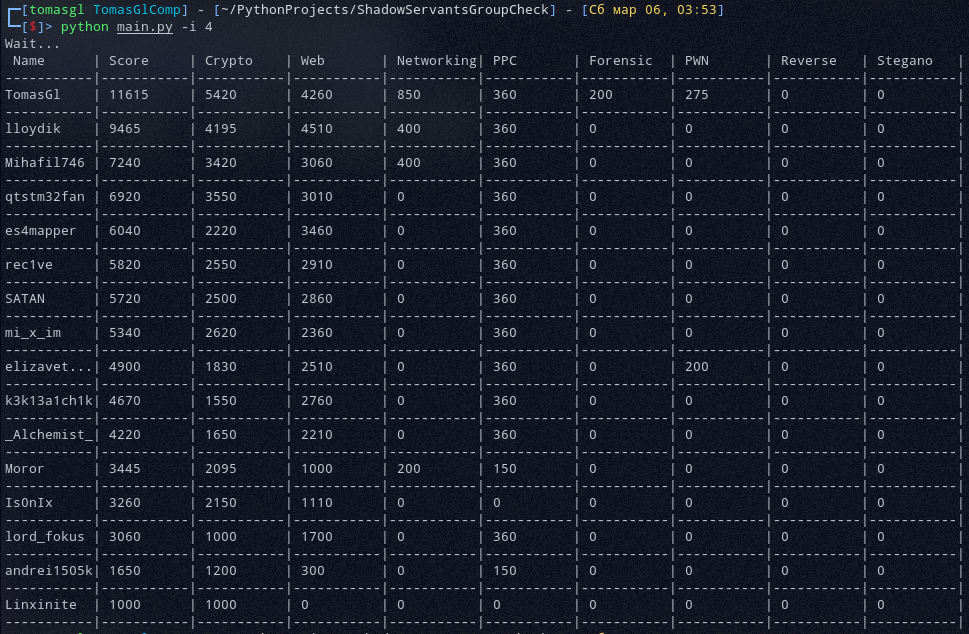 [tomasgl TomasGlComp] - [~/PythonProjects/ShadowServantsGroupCheck] - [Сб мар 06, 03:53]
[$]> python main.py -i 4
Wait...
Name | Score | Crypto | Web | Networking| PPC | Forensic | PWN | Reverse | Stegano |
TomasGl | 11615 | 5420 | 4260 | 850 | 360 | 200 | 275 | 0 | 0 |
lloydik | 9465 | 4195 | 4510 | 400 | 360 | 0 | 0 | 0 | 0 |
Mihafil746 | 7240 | 3420 | 3060 | 400 | 360 | 0 | 0 | 0 | 0 |
qtstm32fan | 6920 | 3550 | 3010 | 0 | 360 | 0 | 0 | 0 | 0 |
es4mapper | 6040 | 2220 | 3460 | 0 | 360 | 0 | 0 | 0 | 0 |
rec1ve | 5820 | 2550 | 2910 | 0 | 360 | 0 | 0 | 0 | 0 |
SATAN | 5720 | 2500 | 2860 | 0 | 360 | 0 | 0 | 0 | 0 |
mi_x_im | 5340 | 2620 | 2360 | 0 | 360 | 0 | 0 | 0 | 0 |
elizavet...| 4900 | 1830 | 2510 | 0 | 360 | 0 | 200 | 0 | 0 |
k3k13a1ch1k| 4670 | 1550 | 2760 | 0 | 360 | 0 | 0 | 0 | 0 |
_Alchemist_| 4220 | 1650 | 2210 | 0 | 360 | 0 | 0 | 0 | 0 |
Moror | 3445 | 2095 | 1000 | 200 | 150 | 0 | 0 | 0 | 0 |
IsOnIx | 3260 | 2150 | 1110 | 0 | 0 | 0 | 0 | 0 | 0 |
lord_fokus | 3060 | 1000 | 1700 | 0 | 360 | 0 | 0 | 0 | 0 |
andrei1505k| 1650 | 1200 | 300 | 0 | 150 | 0 | 0 | 0 | 0 |
Linxinite | 1000 | 1000 | 0 | 0 | 0 | 0 | 0 | 0 | 0 |